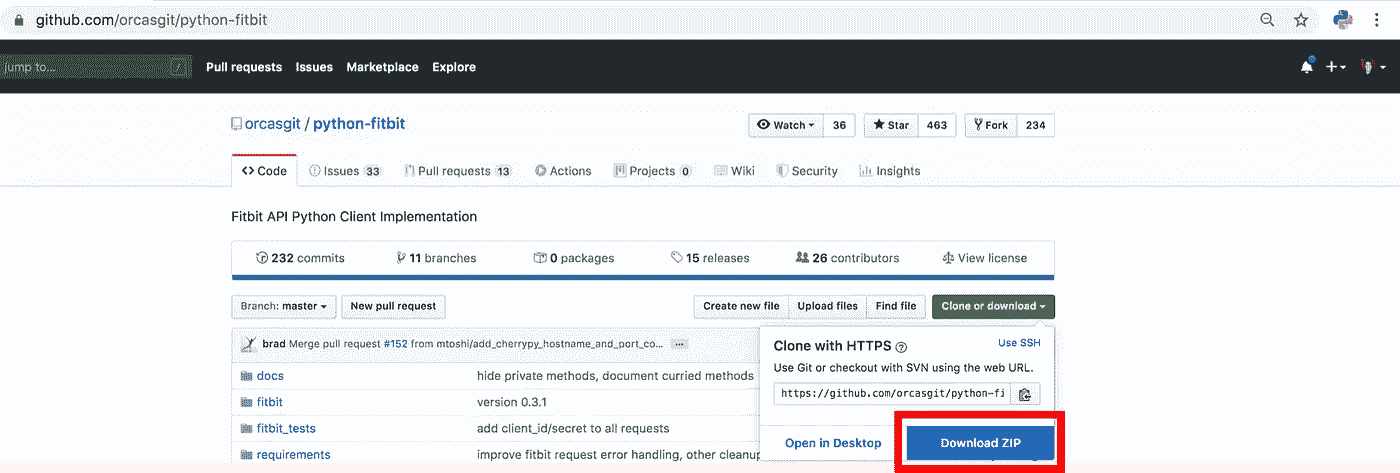 github.com/orcasgit/python-fitbit
jump to... /
Pull requests Issues Marketplace Explore
orcasgit / python-fitbit
Watch 36 Star 463 Fork 234
Code Issues 33 Pull requests 13 Actions Projects 0 Wiki Security Insights
Fitbit API Python Client Implementation
232 commits 11 branches 0 packages 15 releases 26 contributors View license
Branch: master New pull request Create new file Upload files Find file Clone or download
brad Merge pull request #152 from mtoshi/add_cherrypy_hostname_and_port_co... ...
docs hide private methods, document curried methods
fitbit version 0.3.1
fitbit_tests add client_id/secret to all requests
requirements improve fitbit request error handling, other cleanup
Clone with HTTPS ? Use SSH
Use Git or checkout with SVN using the web URL.
https://github.com/orcasgit/python-fi
Open in Desktop Download ZIP